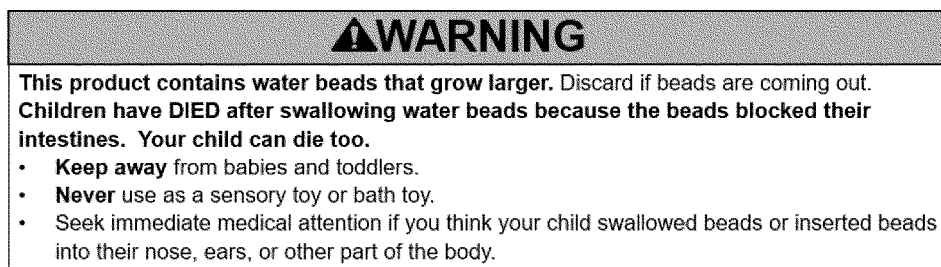 ⚠WARNING
This product contains water beads that grow larger. Discard if beads are coming out.
Children have DIED after swallowing water beads because the beads blocked their
intestines. Your child can die too.
• Keep away from babies and toddlers.
• Never use as a sensory toy or bath toy.
• Seek immediate medical attention if you think your child swallowed beads or inserted beads
into their nose, ears, or other part of the body.